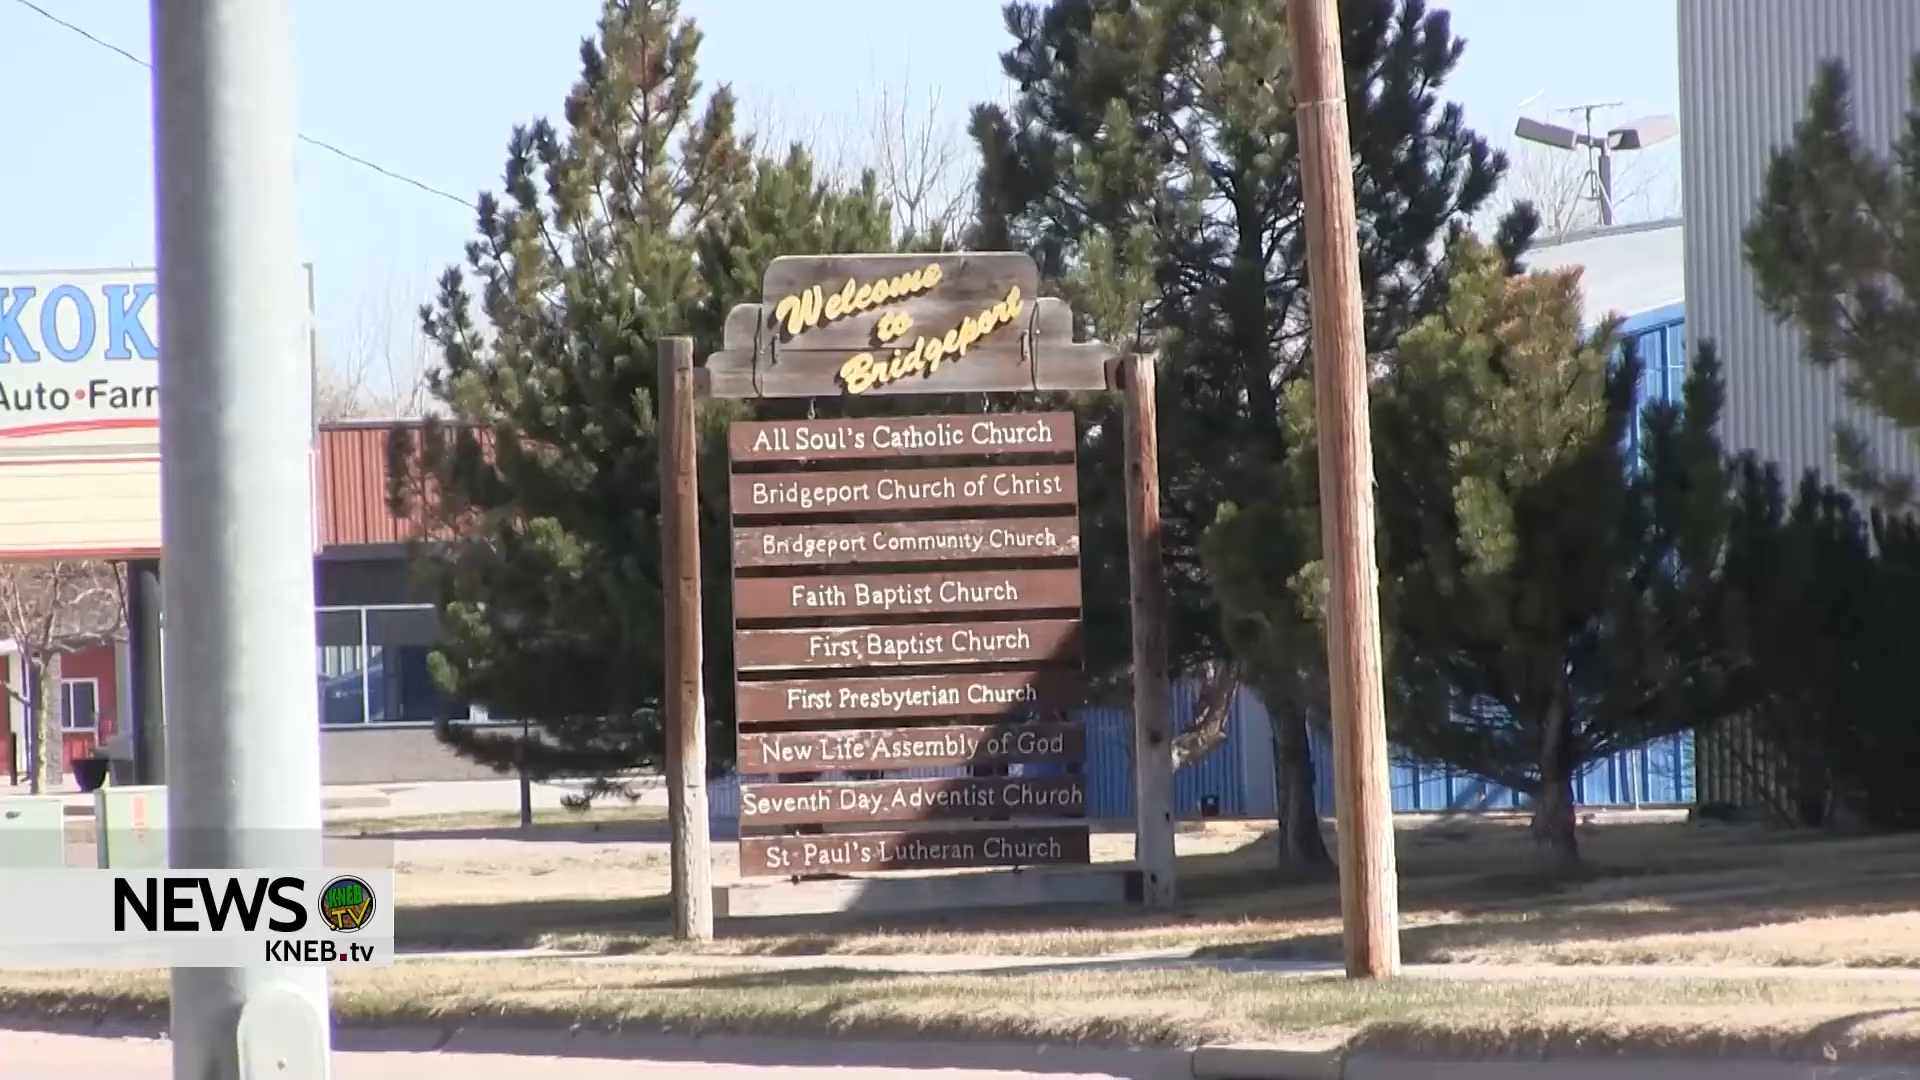 KOK
Auto•Farm
Welcome
to
Bridgeport
All Soul's Catholic Church
Bridgeport Church of Christ
Bridgeport Community Church
Faith Baptist Church
First Baptist Church
First Presbyterian Church
New Life Assembly of God
Seventh Day Adventist Church
St Paul's Lutheran Church
NEWS
KNEB
TV
KNEB.tv